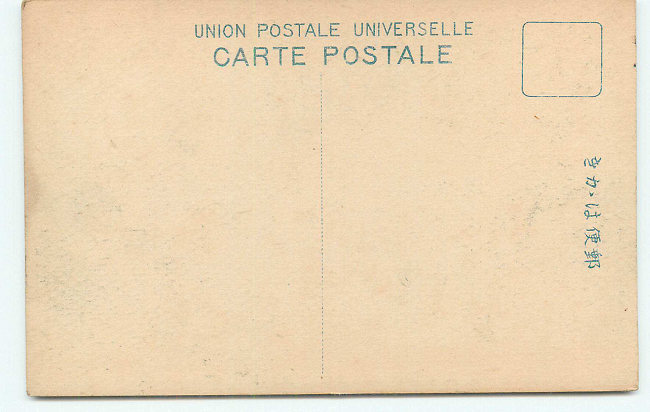 UNION POSTALE UNIVERSELLE
CARTE POSTALE
きかは便郵